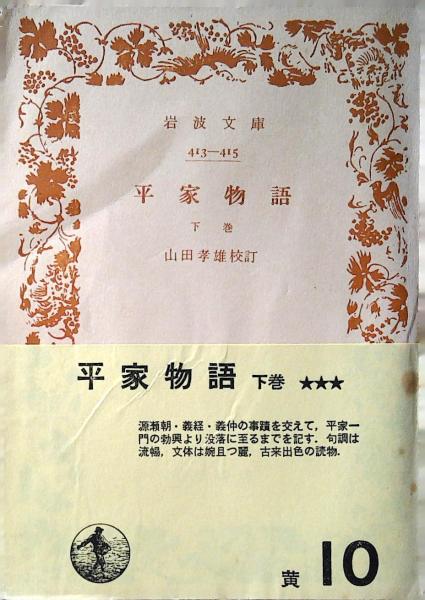 岩波文庫
413—415
平家物語
下巻
山田孝雄校訂
平家物語 下巻 ★★★
源瀬朝・義経・義仲の事蹟を交えて，平家一
門の勃興より没落に至るまでを記す．句調は
流暢，文体は婉且つ麗，古来出色の読物．
黄 10